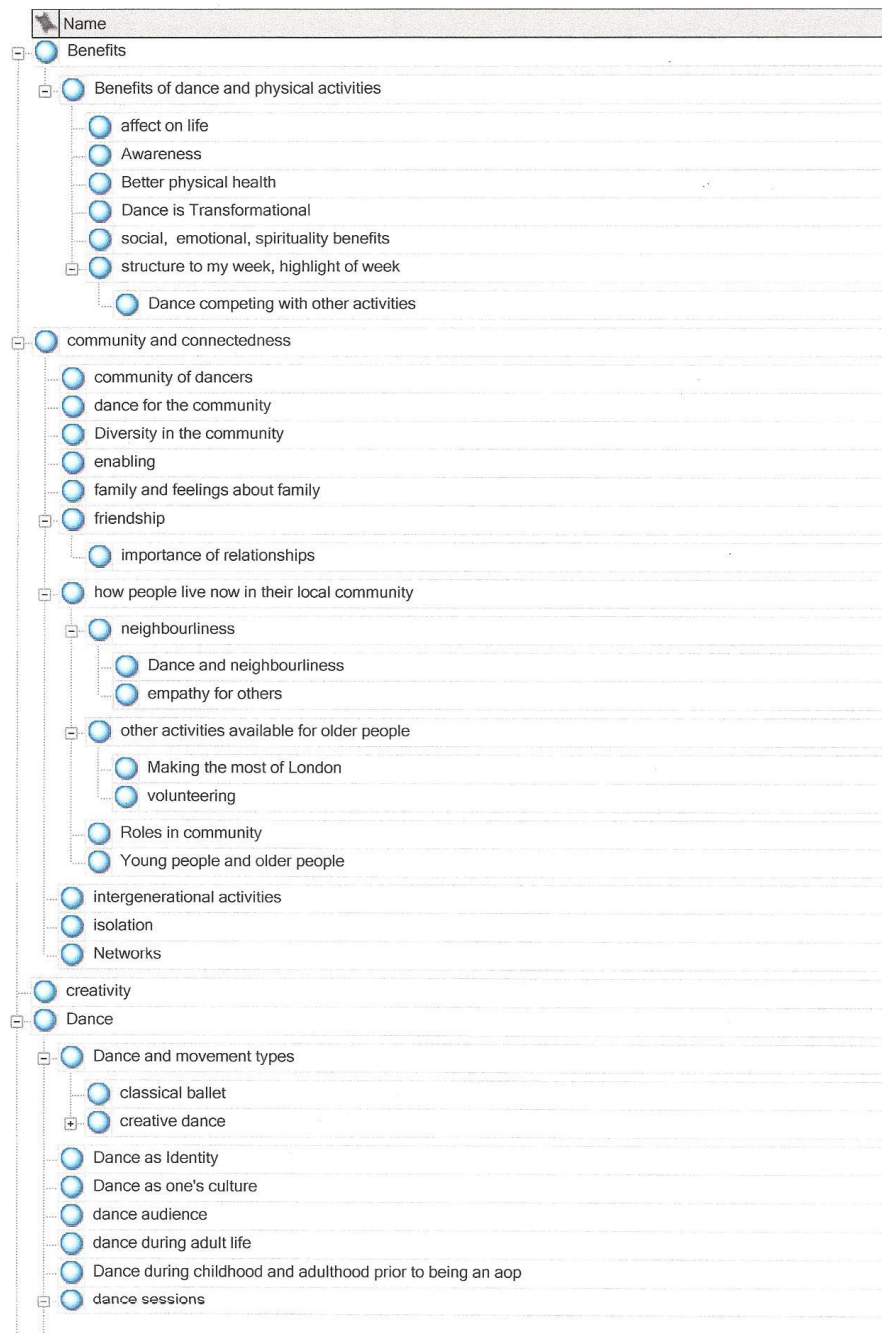 Name
Benefits
Benefits of dance and physical activities
affect on life
Awareness
Better physical health
Dance is Transformational
social, emotional, spirituality benefits
structure to my week, highlight of week
Dance competing with other activities
community and connectedness
community of dancers
dance for the community
Diversity in the community
enabling
family and feelings about family
friendship
importance of relationships
how people live now in their local community
neighbourliness
Dance and neighbourliness
empathy for others
other activities available for older people
Making the most of London
volunteering
Roles in community
Young people and older people
intergenerational activities
isolation
Networks
creativity
Dance
Dance and movement types
classical ballet
creative dance
Dance as Identity
Dance as one's culture
dance audience
dance during adult life
Dance during childhood and adulthood prior to being an aop
dance sessions